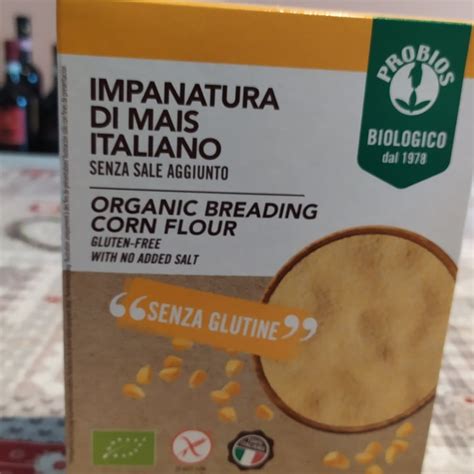 PROBIOS
BIOLOGICO
dal 1978
IMPANATURA
DI MAIS
ITALIANO
SENZA SALE AGGIUNTO
ORGANIC BREADING
CORN FLOUR
GLUTEN-FREE
WITH NO ADDED SALT
“SENZA GLUTINE”